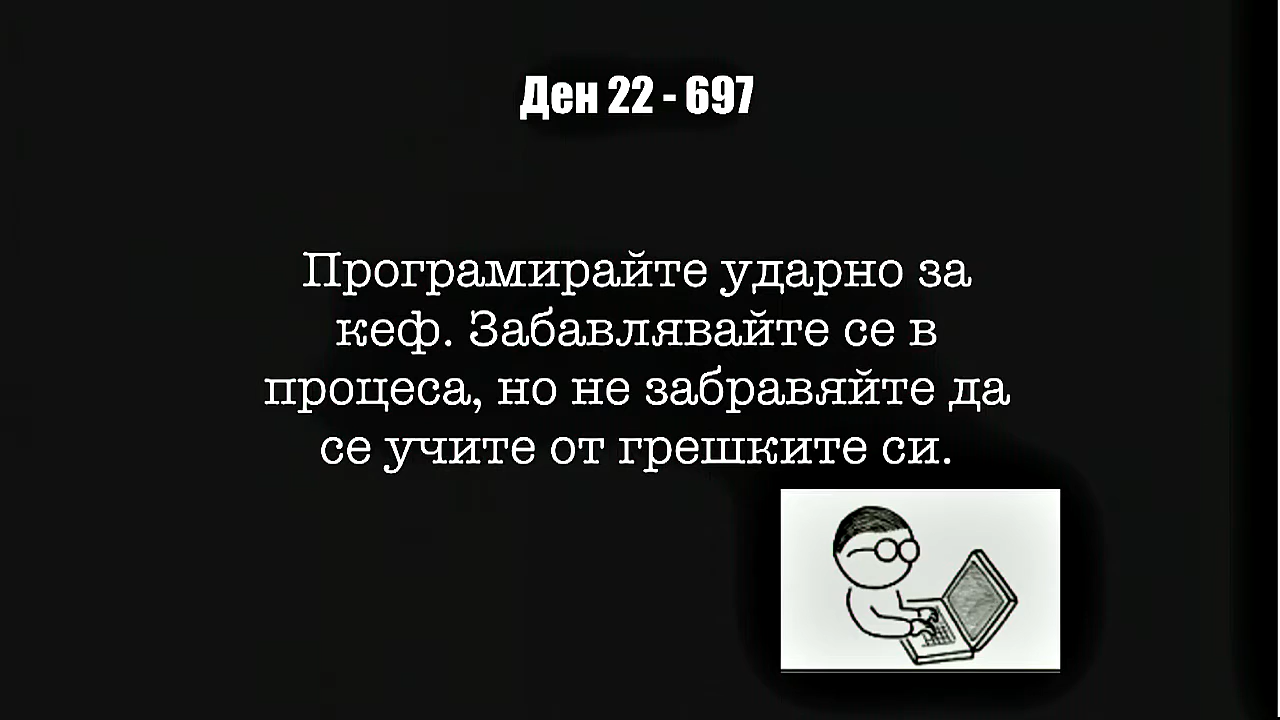 Ден 22 - 697
Програмирайте ударно за
кеф. Забавлявайте се в
процеса, но не забравяйте да
се учите от грешките си.